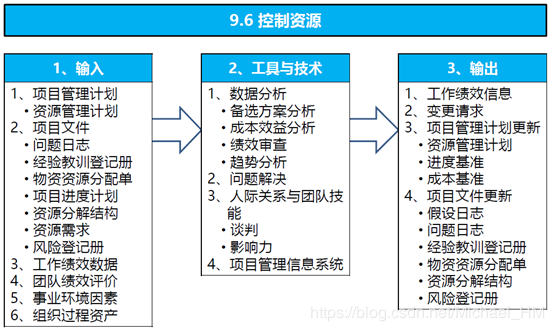 9.6 控制资源
1、输入
1、项目管理计划
• 资源管理计划
2、项目文件
• 问题日志
• 经验教训登记册
• 物资资源分配单
• 项目进度计划
• 资源分解结构
• 资源需求
• 风险登记册
3、工作绩效数据
4、团队绩效评价
5、事业环境因素
6、组织过程资产
2、工具与技术
1、数据分析
• 备选方案分析
• 成本效益分析
• 绩效审查
• 趋势分析
2、问题解决
3、人际关系与团队技
能
• 谈判
• 影响力
4、项目管理信息系统
3、输出
1、工作绩效信息
2、变更请求
3、项目管理计划更新
• 资源管理计划
• 进度基准
• 成本基准
4、项目文件更新
• 假设日志
• 问题日志
• 经验教训登记册
• 物资资源分配单
• 资源分解结构
• 风险登记册
https://blog.csdn.net/Michael_HM